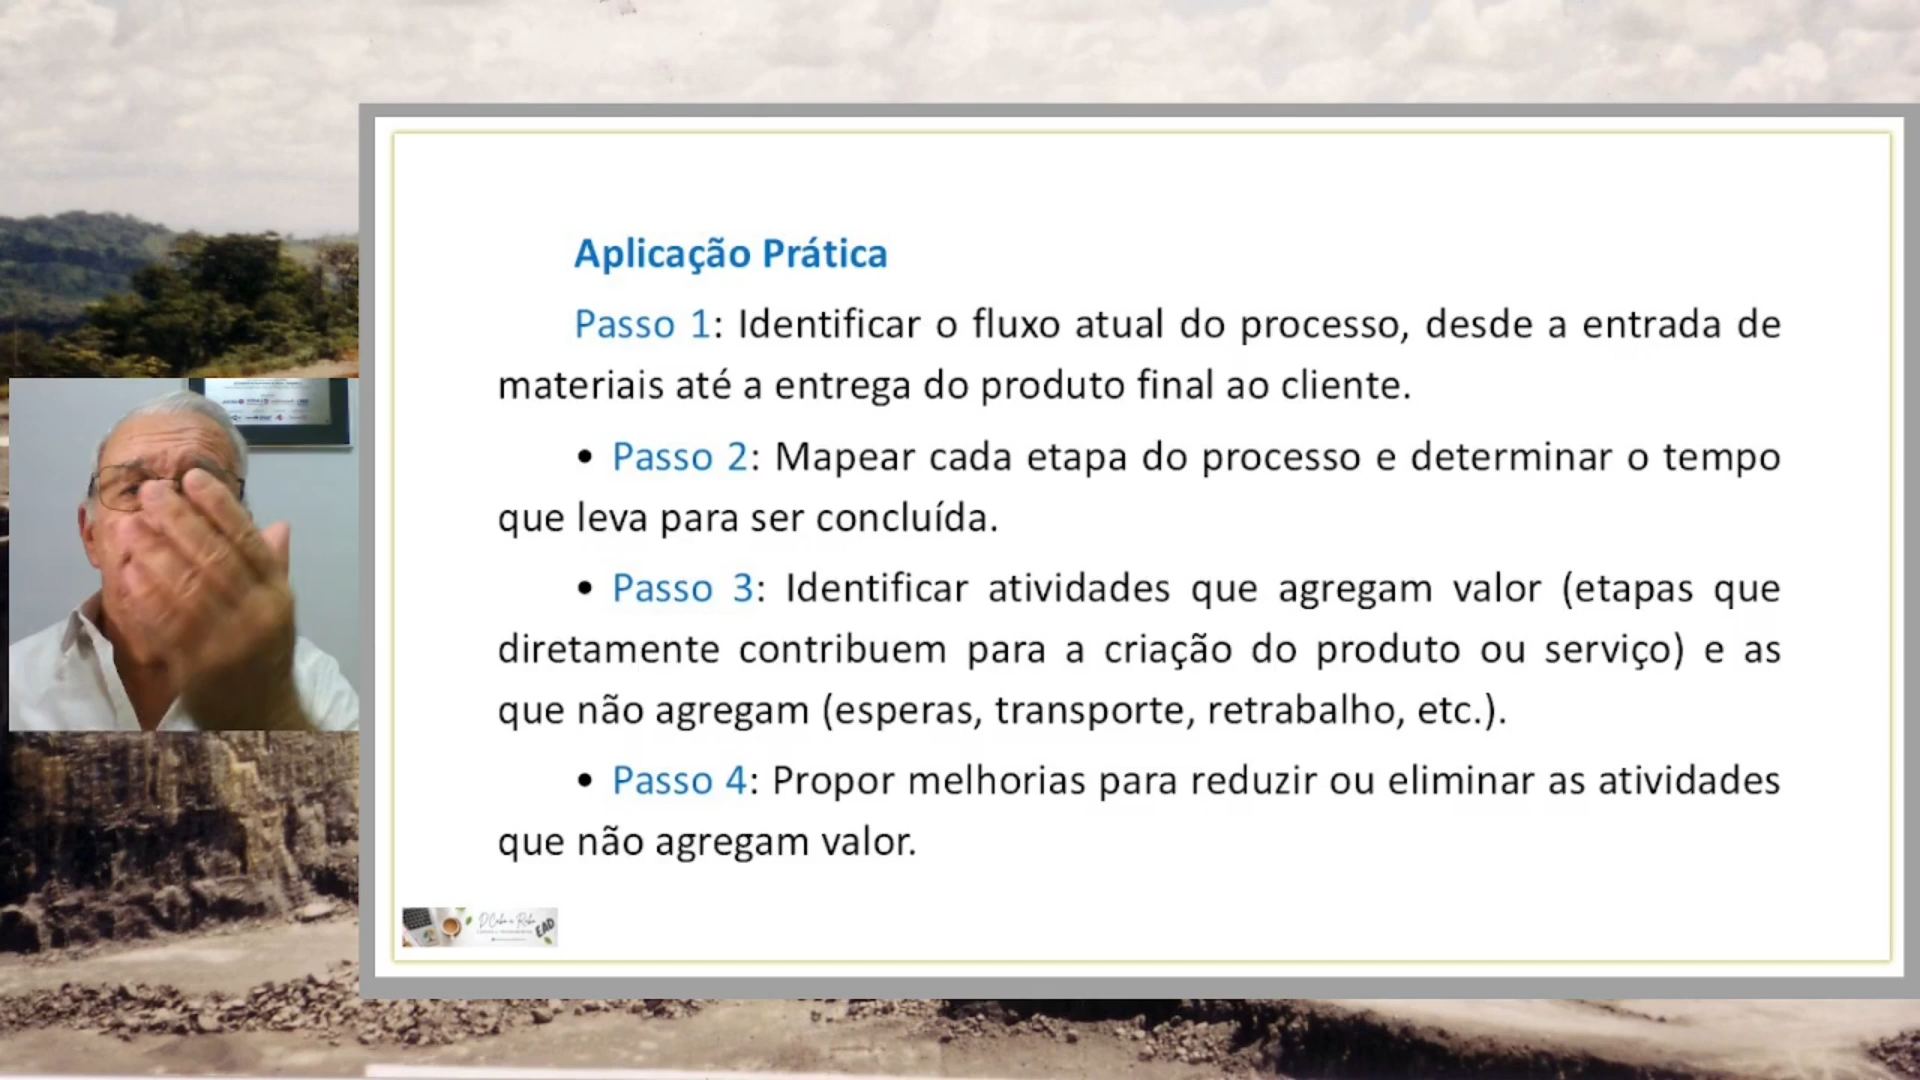 Aplicação Prática
Passo 1: Identificar o fluxo atual do processo, desde a entrada de
materiais até a entrega do produto final ao cliente.
• Passo 2: Mapear cada etapa do processo e determinar o tempo
que leva para ser concluída.
• Passo 3: Identificar atividades que agregam valor (etapas que
diretamente contribuem para a criação do produto ou serviço) e as
que não agregam (esperas, transporte, retrabalho, etc.).
• Passo 4: Propor melhorias para reduzir ou eliminar as atividades
que não agregam valor.
EAD